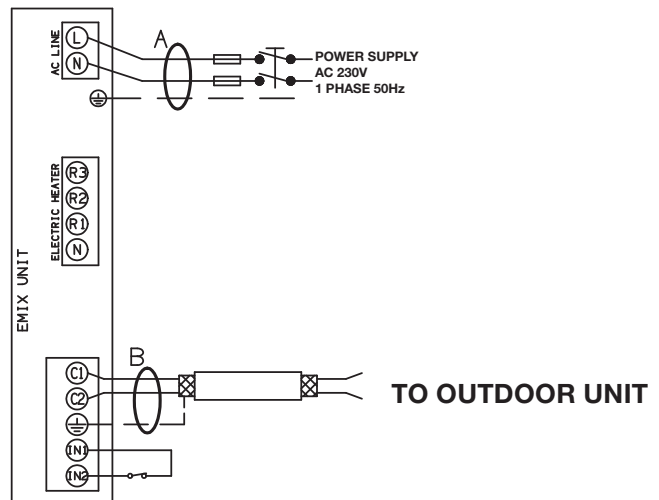 AC LINE
L
N
A
POWER SUPPLY
AC 230V
1 PHASE 50Hz
ELECTRIC HEATER
R3
R2
R1
N
EMIX UNIT
B
C1
C2
TO OUTDOOR UNIT
IN1
IN2